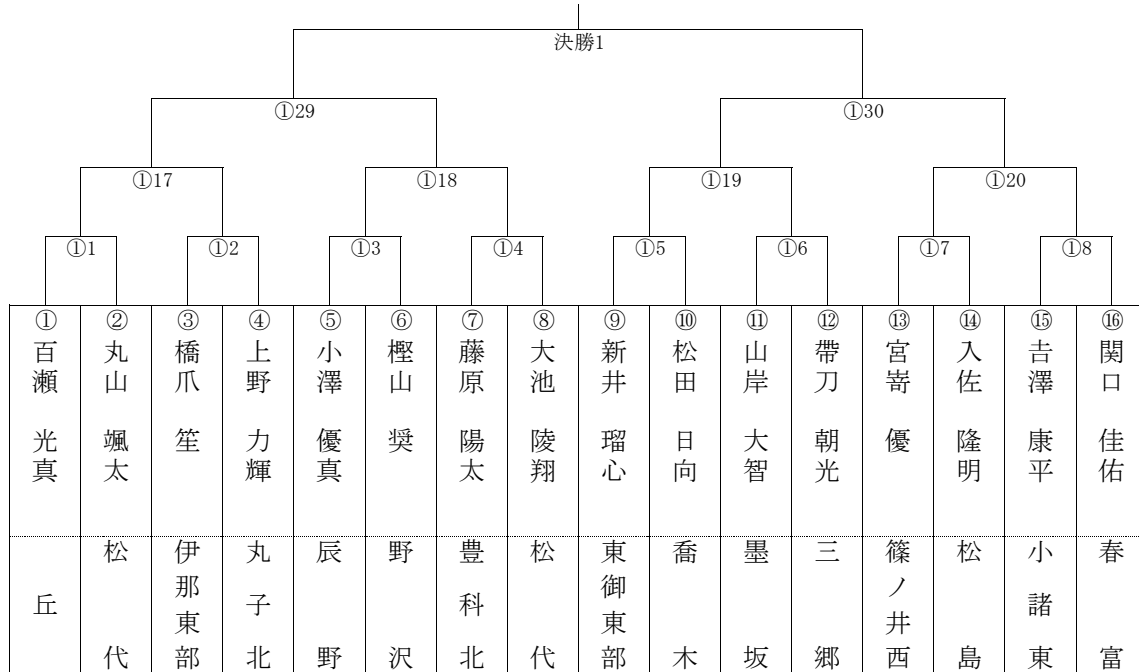 決勝1
①29
①30
①17
①18
①19
①20
①1
①2
①3
①4
①5
①6
①7
①8
① 百瀬 光真 丘
② 丸山 颯太 松代
③ 橋爪 笙 伊那東部
④ 上野 力輝 丸子北
⑤ 小澤 優真 辰野
⑥ 樫山 奨 野沢
⑦ 藤原 陽太 豊科北
⑧ 大池 陵翔 松代
⑨ 新井 瑠心 東御東部
⑩ 松田 日向 喬木
⑪ 山岸 大智 墨坂
⑫ 帯刀 朝光 三郷
⑬ 宮嵜 優 篠ノ井西
⑭ 入佐 隆明 松島
⑮ 吉澤 康平 小諸東
⑯ 関口 佳佑 春富